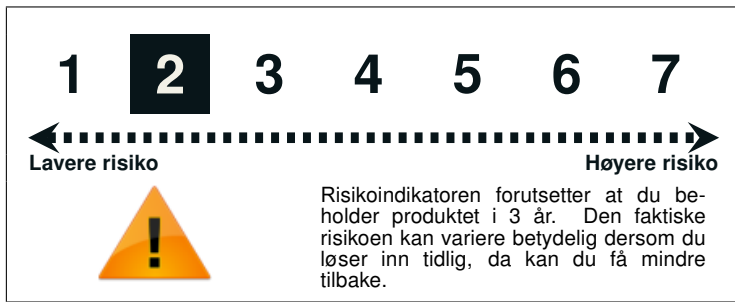 1 2 3 4 5 6 7
Lavere risiko Høyere risiko
Risikoindikatoren forutsetter at du be-
holder produktet i 3 år. Den faktiske
risikoen kan variere betydelig dersom du
løser inn tidlig, da kan du få mindre
tilbake.